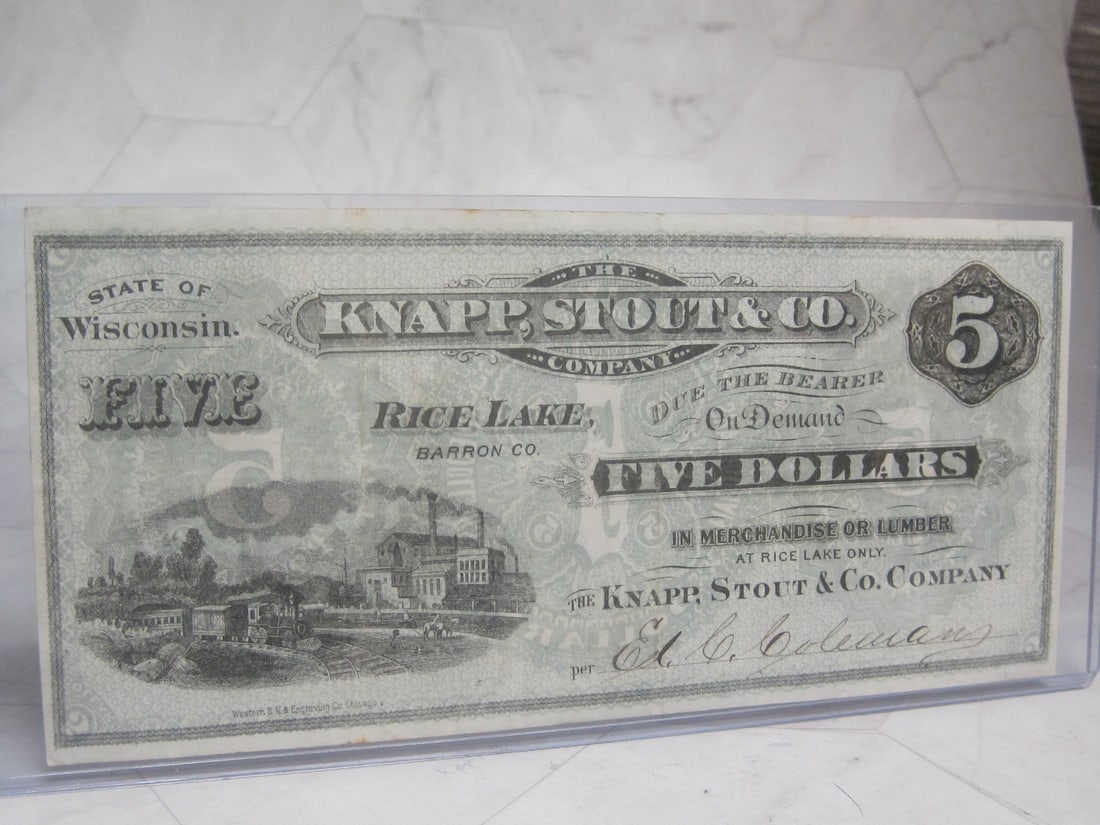 STATE OF
Wisconsin.
THE
KNAPP, STOUT & CO.
COMPANY
5
FIVE
RICE LAKE,
BARRON CO.
DUE THE BEARER
On Demand
FIVE DOLLARS
IN MERCHANDISE OR LUMBER
AT RICE LAKE ONLY.
THE KNAPP, STOUT & CO. COMPANY
per Ed. C. Coleman
Western B. N. & Engraving Co. Chicago.